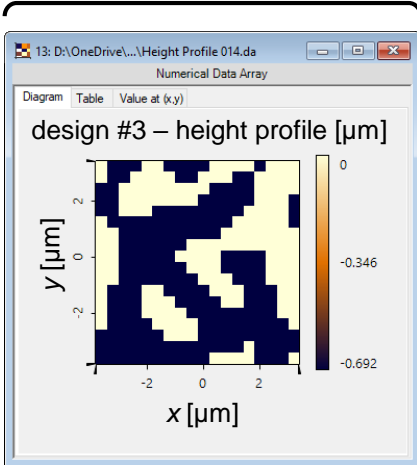 13: D:\OneDrive\...\Height Profile 014.da
Numerical Data Array
Diagram Table Value at (x,y)
design #3 – height profile [µm]
0
-0.346
-0.692
2
0
-2
y [µm]
-2 0 2
x [µm]